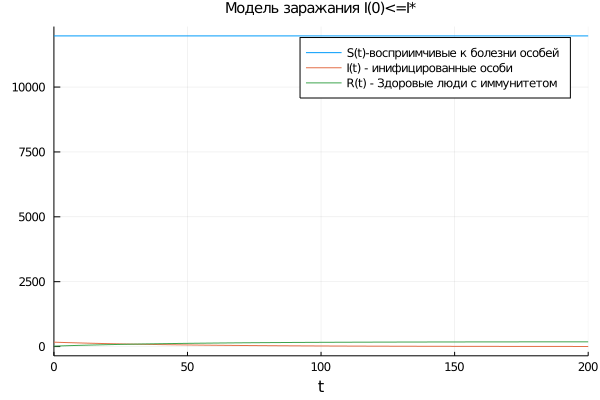 Модель заражания I(0)<=I*
S(t)-восприимчивые к болезни особей
I(t) - инифицированные особи
R(t) - Здоровые люди с иммунитетом
10000
7500
5000
2500
0
0 50 100 150 200
t